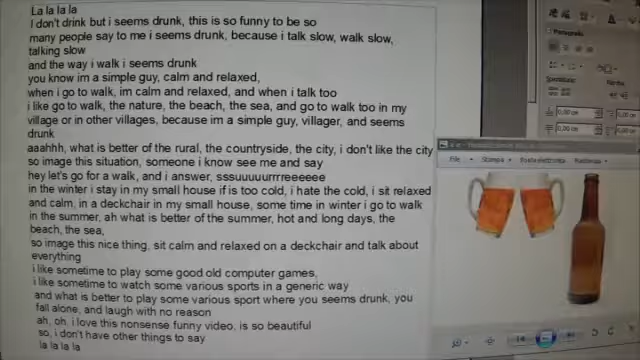 La la la la
I don't drink but i seems drunk, this is so funny to be so
many people say to me i seems drunk, because i talk slow, walk slow,
talking slow
and the way i walk i seems drunk
you know im a simple guy, calm and relaxed,
when i go to walk, im calm and relaxed, and when i talk too
i like go to walk, the nature, the beach, the sea, and go to walk too in my
village or in other villages, because im a simple guy, villager, and seems
drunk
aaahhh, what is better of the rural, the countryside, the city, i don't like the city
so image this situation, someone i know see me and say
hey let's go for a walk, and i answer, sssuuuuurrrreeeeee
in the winter i stay in my small house if is too cold, i hate the cold, i sit relaxed
and calm, in a deckchair in my small house, some time in winter i go to walk
in the summer, ah what is better of the summer, hot and long days, the
beach, the sea,
so image this nice thing, sit calm and relaxed on a deckchair and talk about
everything
i like sometime to play some good old computer games,
i like sometime to watch some various sports in a generic way
and what is better to play some various sport where you seems drunk, you
fall alone, and laugh with no reason
ah, oh, i love this nonsense funny video, is so beautiful
so, i don't have other things to say
la la la la
Paragrafo
Spaziatura
0,00 cm
0,00 cm
0,00 cm
File
Stampa
Posta elettronica